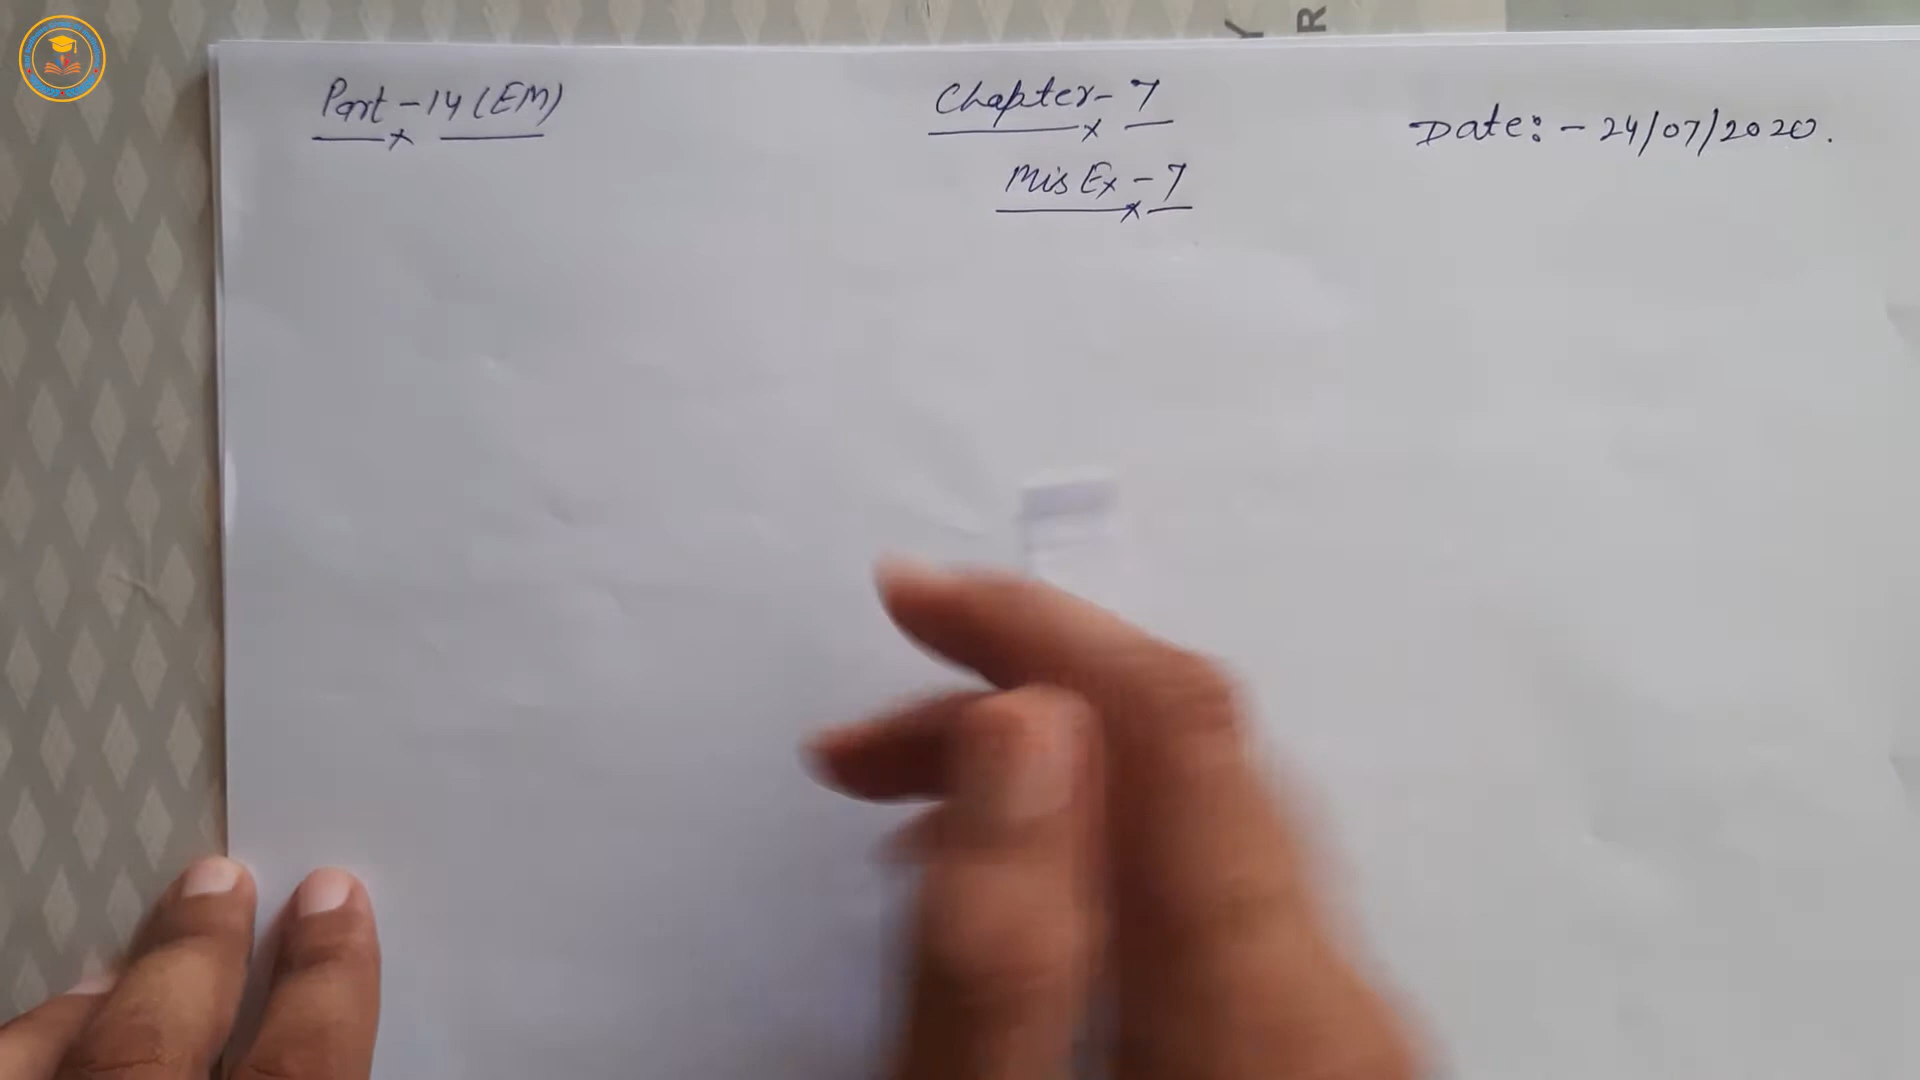 Y R
Part - 14 (EM)
Chapter - 7
Date: - 24/07/2020.
Mis Ex - 7